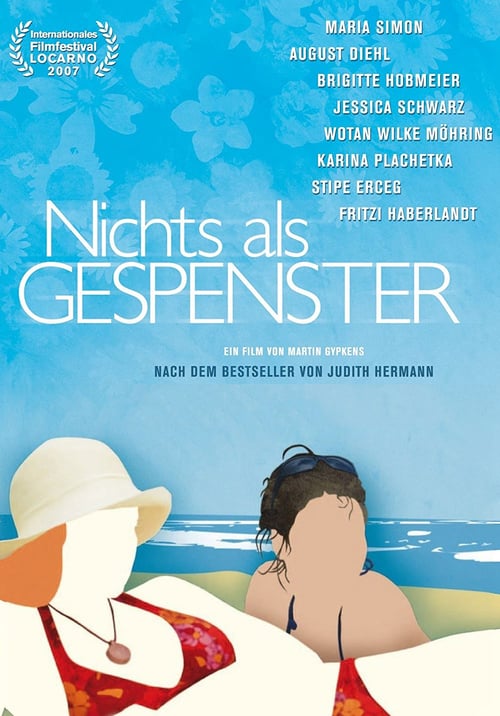 Internationales
Filmfestival
LOCARNO
2007
MARIA SIMON
AUGUST DIEHL
BRIGITTE HOBMEIER
JESSICA SCHWARZ
WOTAN WILKE MÖHRING
KARINA PLACHETKA
STIPE ERCEG
FRITZI HABERLANDT
Nichts als
GESPENSTER
EIN FILM VON MARTIN GYPKENS
NACH DEM BESTSELLER VON JUDITH HERMANN